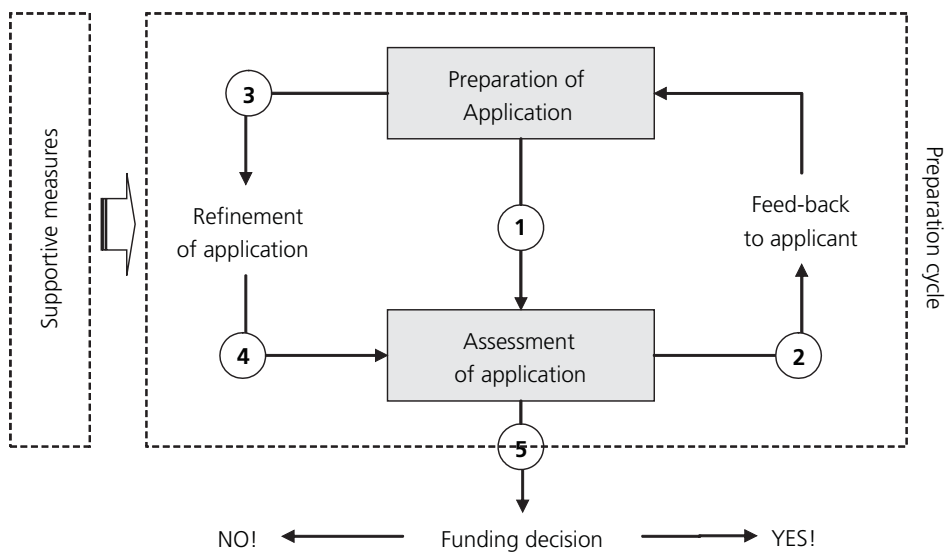 Supportive measures
Preparation of
Application
3
1
Refinement
of application
Feed-back
to applicant
Preparation cycle
4
Assessment
of application
2
5
NO!
Funding decision
YES!